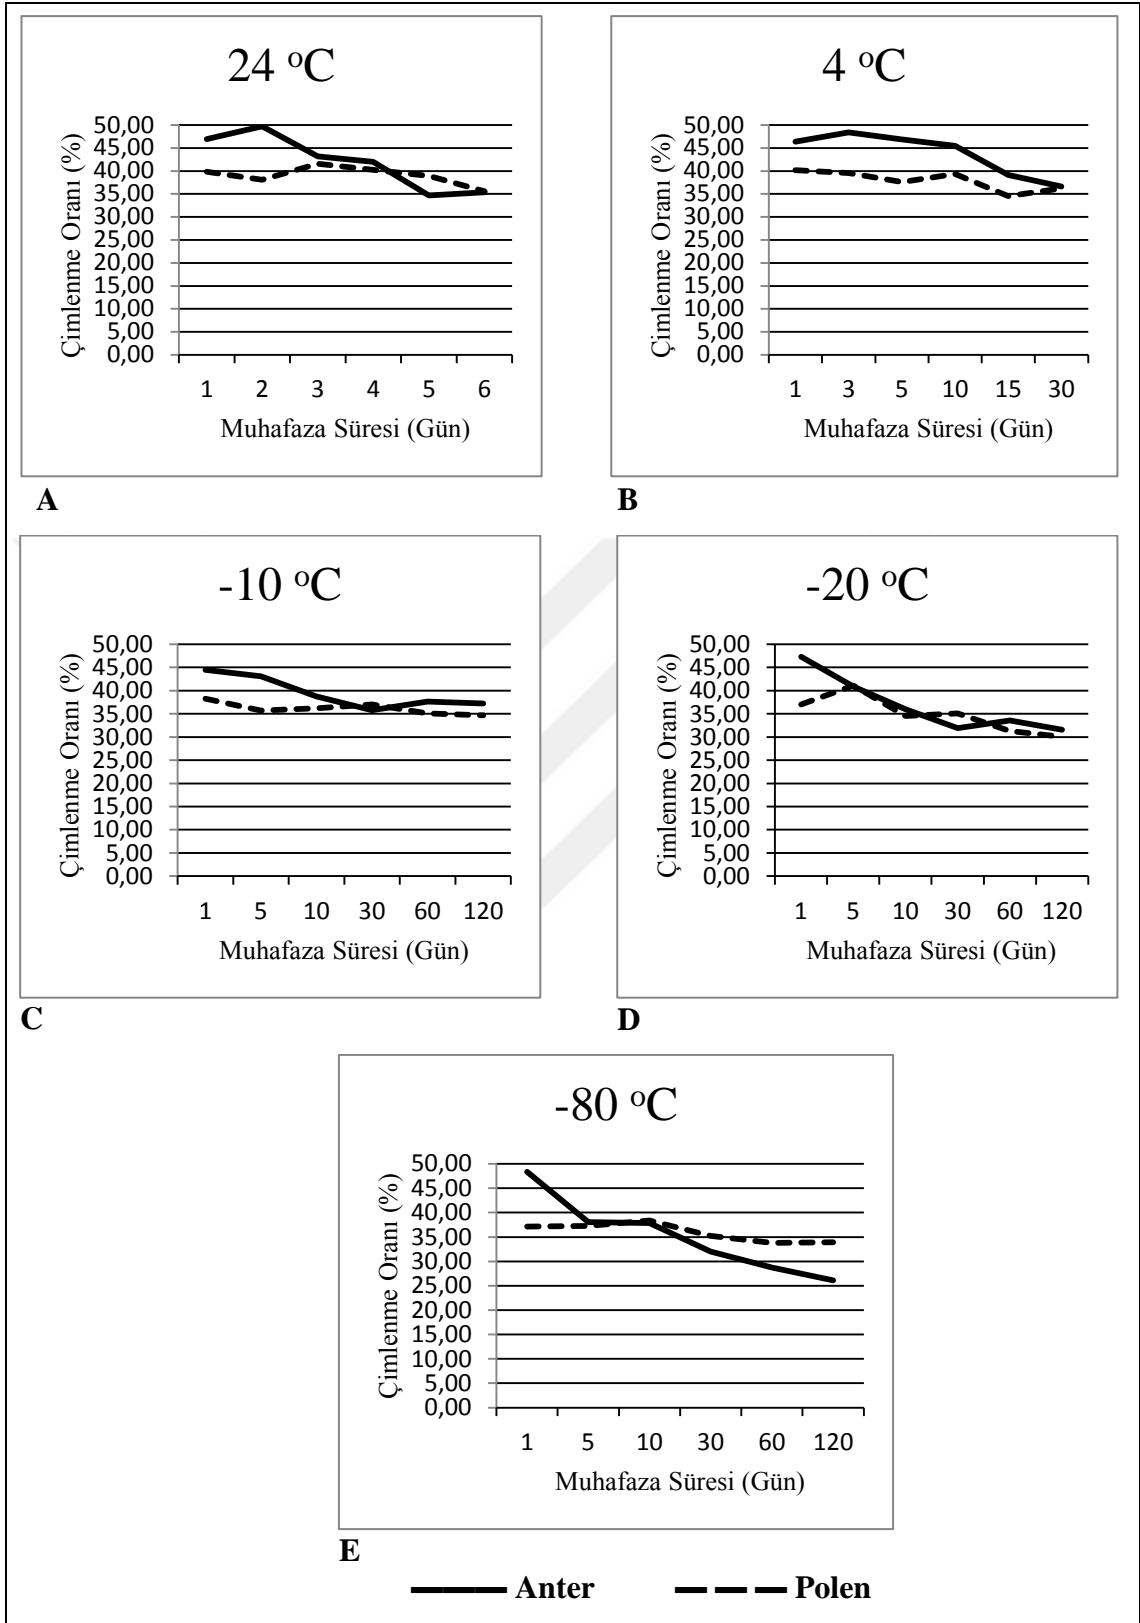 24 ºC
Çimlenme Oranı (%)
50,00
45,00
40,00
35,00
30,00
25,00
20,00
15,00
10,00
5,00
0,00
1 2 3 4 5 6
Muhafaza Süresi (Gün)
A
4 ºC
Çimlenme Oranı (%)
50,00
45,00
40,00
35,00
30,00
25,00
20,00
15,00
10,00
5,00
0,00
1 3 5 10 15 30
Muhafaza Süresi (Gün)
B
-10 ºC
Çimlenme Oranı (%)
50,00
45,00
40,00
35,00
30,00
25,00
20,00
15,00
10,00
5,00
0,00
1 5 10 30 60 120
Muhafaza Süresi (Gün)
C
-20 ºC
Çimlenme Oranı (%)
50,00
45,00
40,00
35,00
30,00
25,00
20,00
15,00
10,00
5,00
0,00
1 5 10 30 60 120
Muhafaza Süresi (Gün)
D
-80 ºC
Çimlenme Oranı (%)
50,00
45,00
40,00
35,00
30,00
25,00
20,00
15,00
10,00
5,00
0,00
1 5 10 30 60 120
Muhafaza Süresi (Gün)
E
Anter Polen